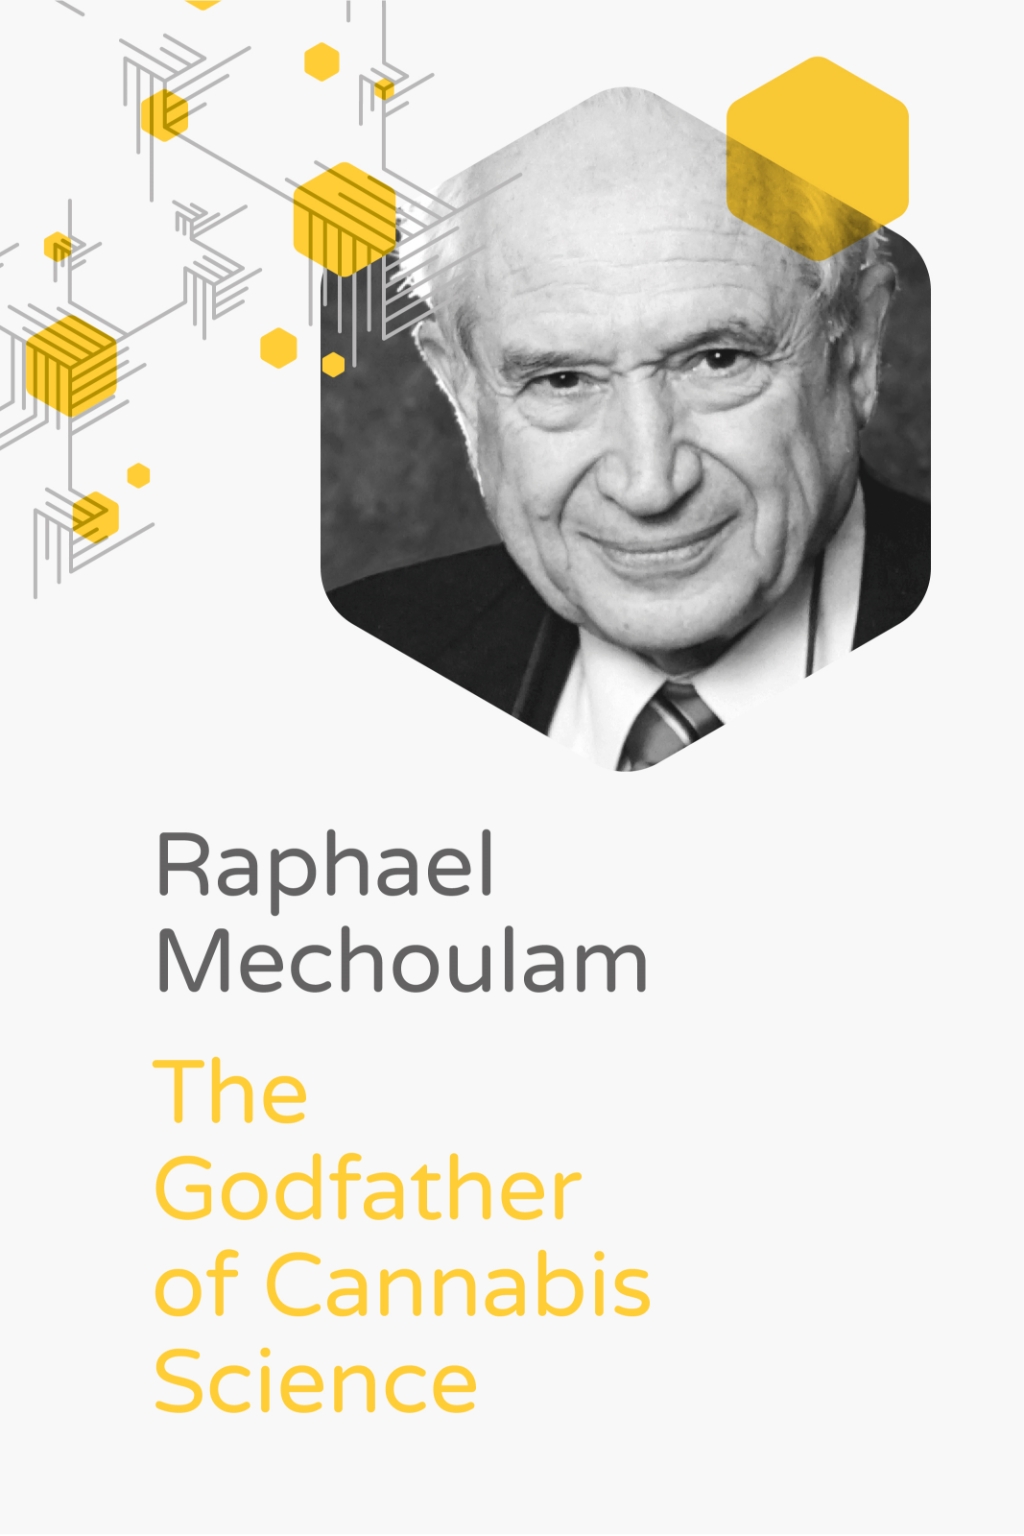 Raphael
Mechoulam
The
Godfather
of Cannabis
Science